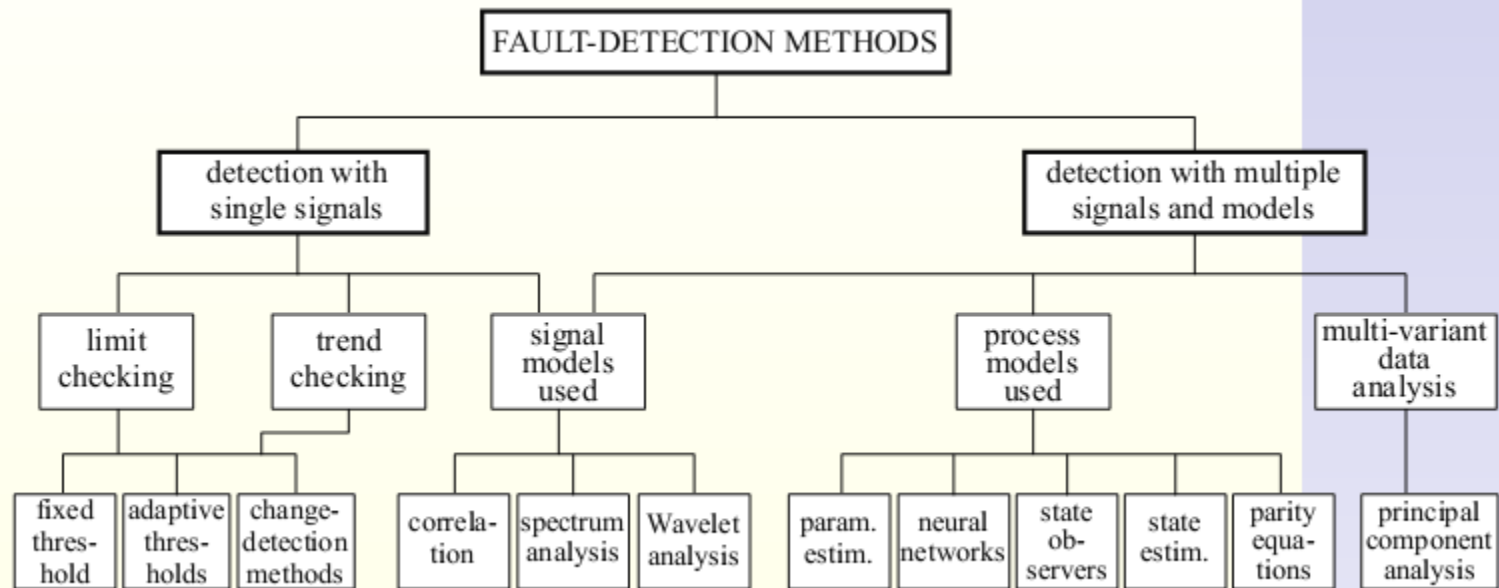 FAULT-DETECTION METHODS
detection with
single signals
detection with multiple
signals and models
limit
checking
trend
checking
signal
models
used
process
models
used
multi-variant
data
analysis
fixed
thres-
hold
adaptive
thres-
holds
change-
detection
methods
correla-
tion
spectrum
analysis
Wavelet
analysis
param.
estim.
neural
networks
state
ob-
servers
state
estim.
parity
equa-
tions
principal
component
analysis